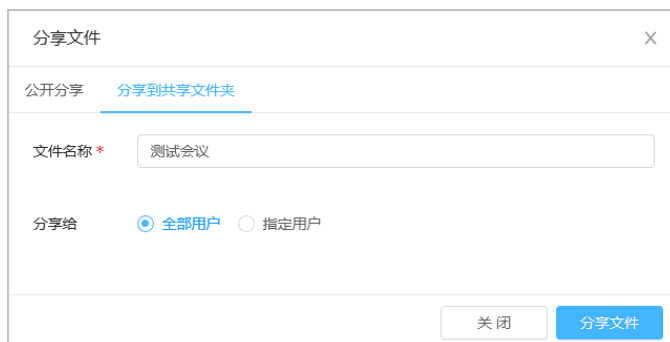 分享文件
公开分享 分享到共享文件夹
文件名称 * 测试会议
分享给 全部用户 指定用户
关闭 分享文件